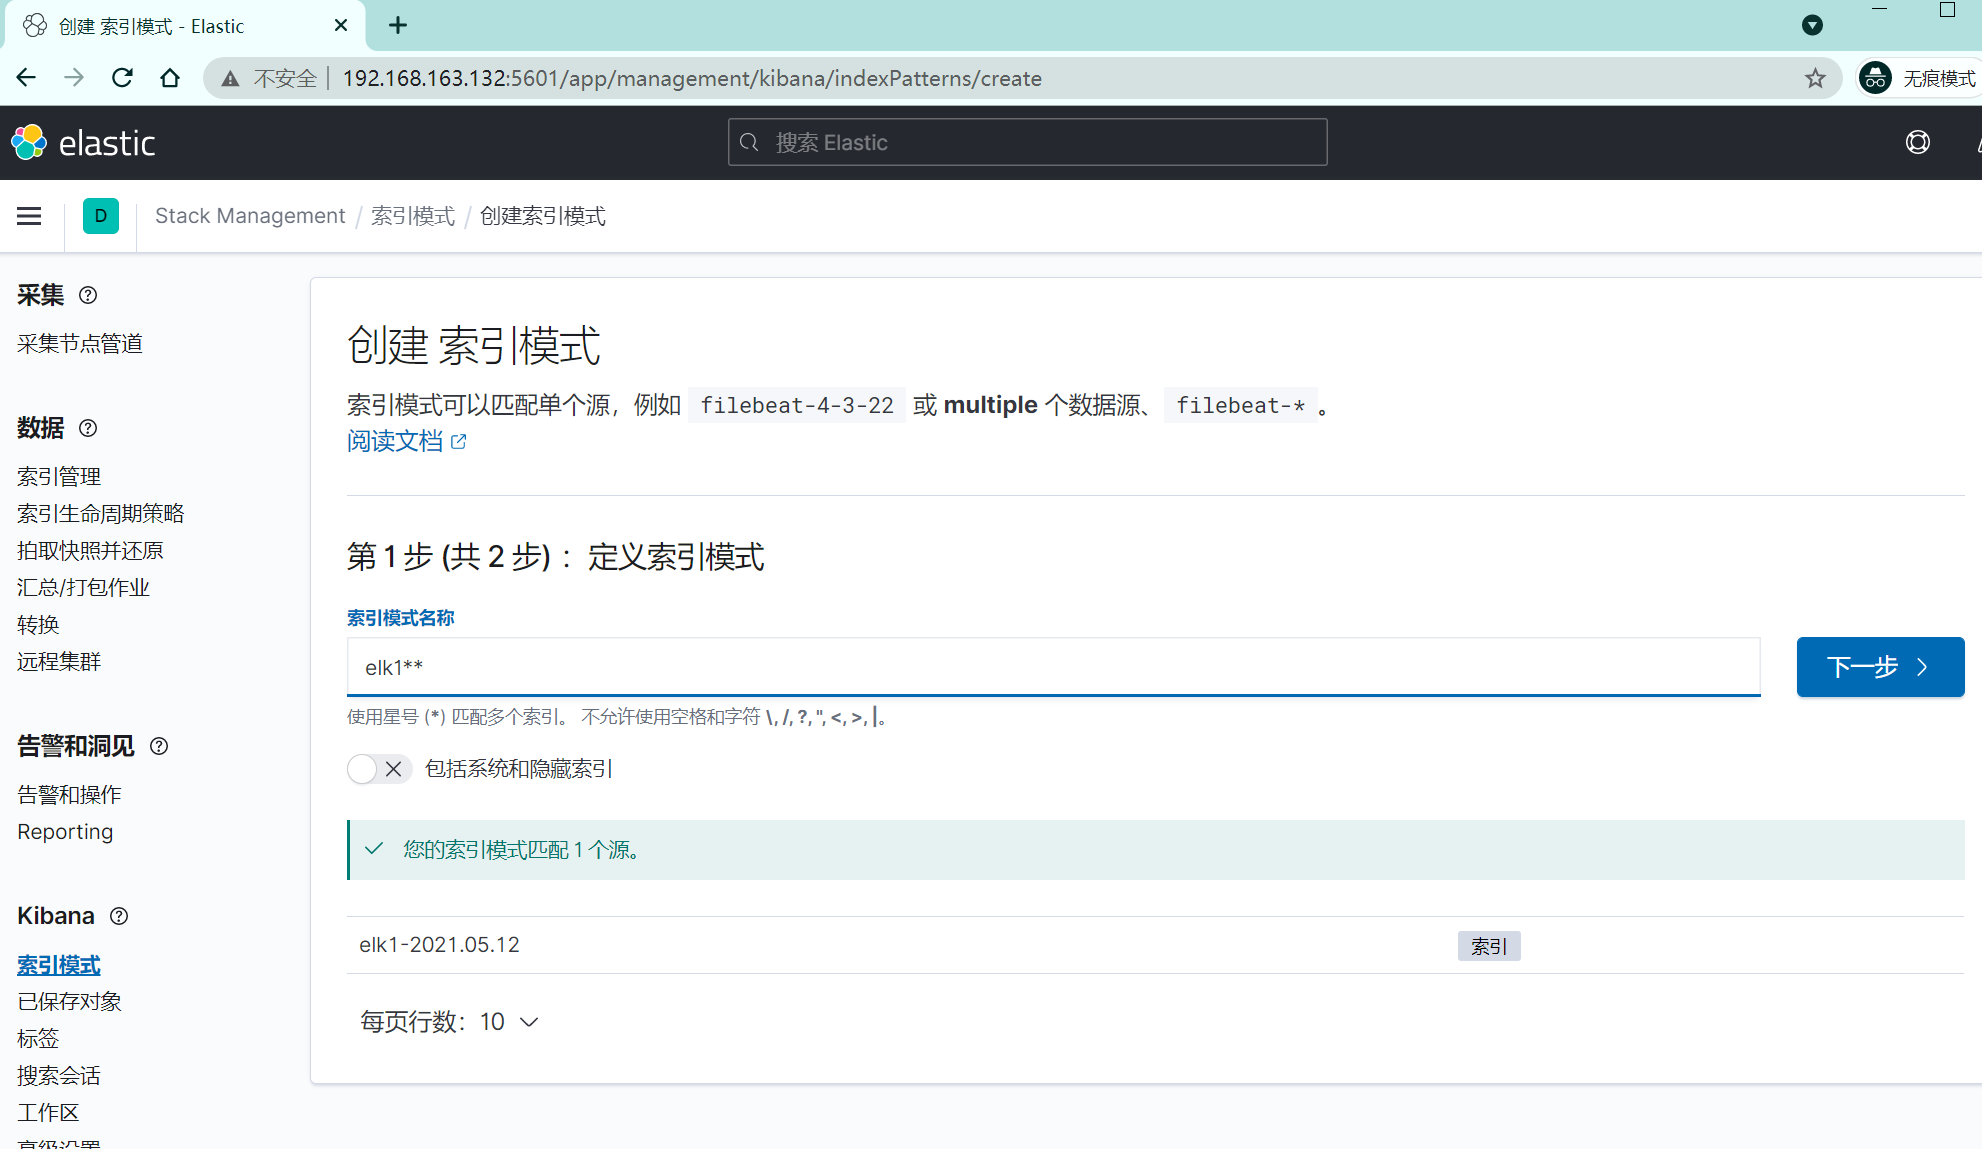 创建 索引模式 - Elastic
不安全 192.168.163.132:5601/app/management/kibana/indexPatterns/create 无痕模式
elastic 搜索 Elastic
D Stack Management / 索引模式 / 创建索引模式
采集
采集节点管道
数据
索引管理
索引生命周期策略
拍取快照并还原
汇总/打包作业
转换
远程集群
告警和洞见
告警和操作
Reporting
Kibana
索引模式
已保存对象
标签
搜索会话
工作区
高级设置
创建 索引模式
索引模式可以匹配单个源，例如 filebeat-4-3-22 或 multiple 个数据源、 filebeat-* 。
阅读文档
第 1 步 (共 2 步) ：定义索引模式
索引模式名称
elk1**
下一步
使用星号 (*) 匹配多个索引。 不允许使用空格和字符 \, /, ?, ", <, >, |。
包括系统和隐藏索引
您的索引模式匹配 1 个源。
elk1-2021.05.12 索引
每页行数：10